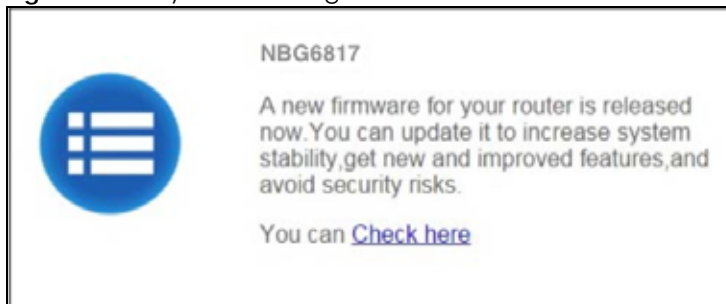 NBG6817
A new firmware for your router is released
now.You can update it to increase system
stability,get new and improved features,and
avoid security risks.
You can Check here